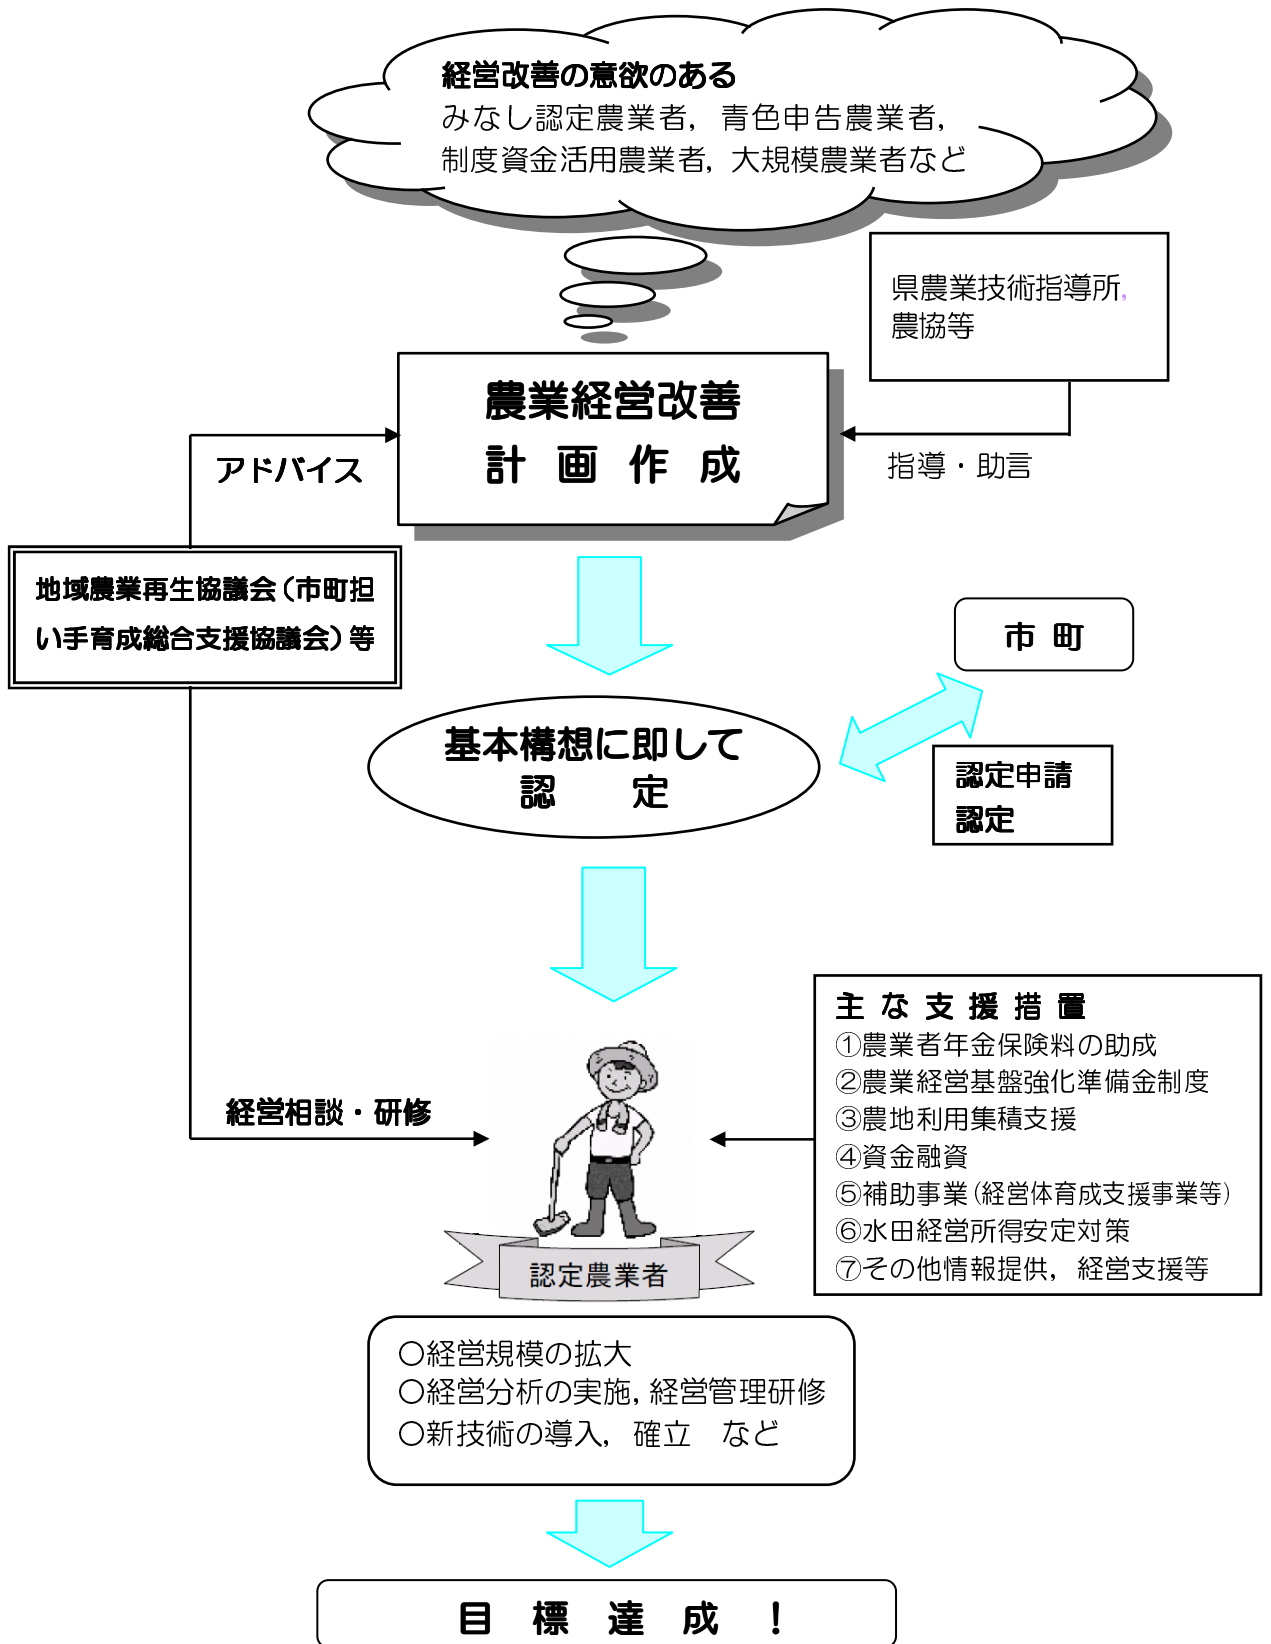 経営改善の意欲のある
みなし認定農業者，青色申告農業者，
制度資金活用農業者，大規模農業者など
県農業技術指導所，
農協等
農業経営改善
計画作成
アドバイス
指導・助言
地域農業再生協議会（市町担
い手育成総合支援協議会）等
市町
基本構想に即して
認　定
認定申請
認定
主な支援措置
①農業者年金保険料の助成
②農業経営基盤強化準備金制度
③農地利用集積支援
④資金融資
⑤補助事業（経営体育成支援事業等）
⑥水田経営所得安定対策
⑦その他情報提供，経営支援等
経営相談・研修
認定農業者
○経営規模の拡大
○経営分析の実施，経営管理研修
○新技術の導入，確立　など
目標達成！